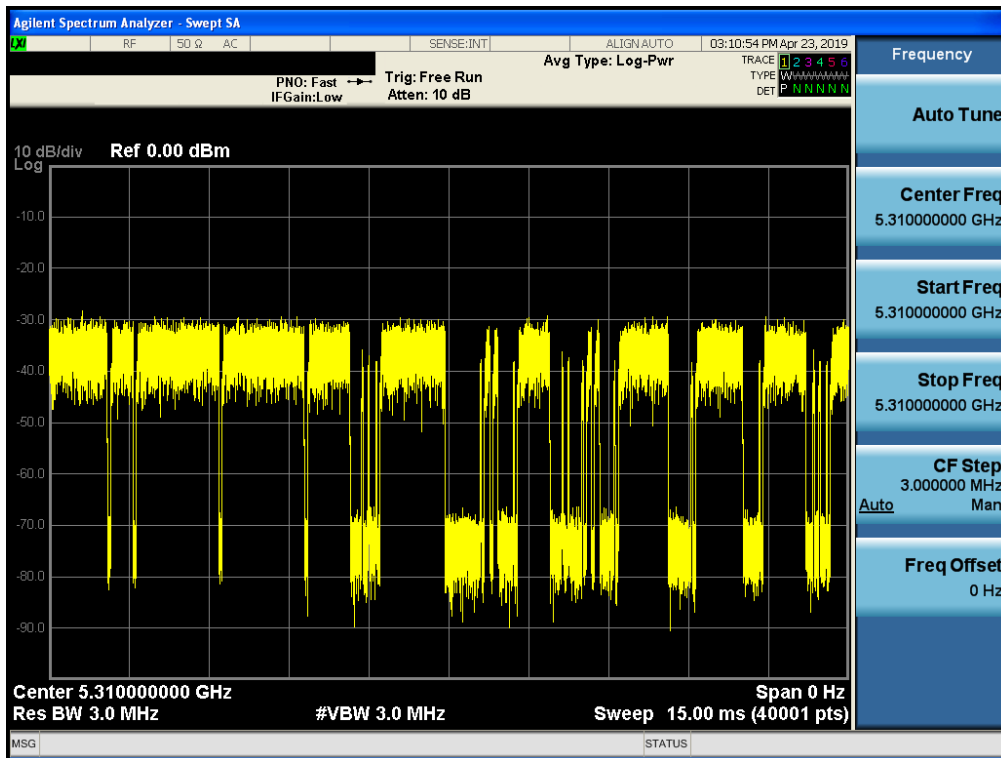 Agilent Spectrum Analyzer - Swept SA
LXI RF 50 Ω AC SENSE:INT ALIGN AUTO 03:10:54 PM Apr 23, 2019
Avg Type: Log-Pwr
TRACE 1 2 3 4 5 6
TYPE W
DET P N N N N N
PNO: Fast
IFGain:Low
Trig: Free Run
Atten: 10 dB
10 dB/div
Log
Ref 0.00 dBm
-10.0
-20.0
-30.0
-40.0
-50.0
-60.0
-70.0
-80.0
-90.0
Center 5.310000000 GHz
Span 0 Hz
Res BW 3.0 MHz
#VBW 3.0 MHz
Sweep 15.00 ms (40001 pts)
MSG
STATUS
Frequency
Auto Tune
Center Freq
5.310000000 GHz
Start Freq
5.310000000 GHz
Stop Freq
5.310000000 GHz
CF Step
3.000000 MHz
Auto Man
Freq Offset
0 Hz